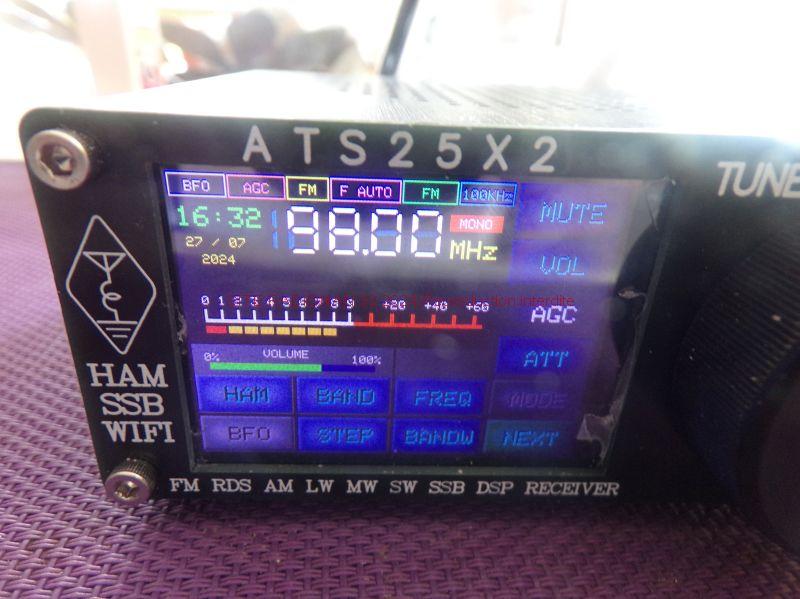 ATS25X2
TUNE
BFO AGC FM F AUTO FM 100KHz
MUTE
16:32 98.00 MONO
MHz
27 / 07
2024
VOL
0 1 2 3 4 5 6 7 8 9 +20 +40 +60
interdite
AGC
0% VOLUME 100%
ATT
HAM BAND FREQ MODE
BFO STEP BANDW NEXT
HAM
SSB
WIFI
FM RDS AM LW MW SW SSB DSP RECEIVER